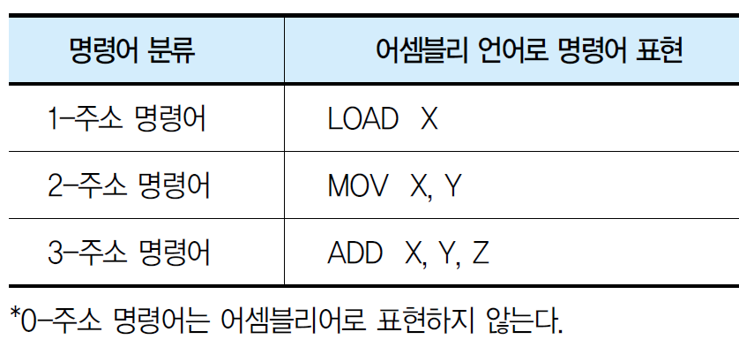 명령어 분류 어셈블리 언어로 명령어 표현
1-주소 명령어 LOAD X
2-주소 명령어 MOV X, Y
3-주소 명령어 ADD X, Y, Z
*0-주소 명령어는 어셈블리어로 표현하지 않는다.